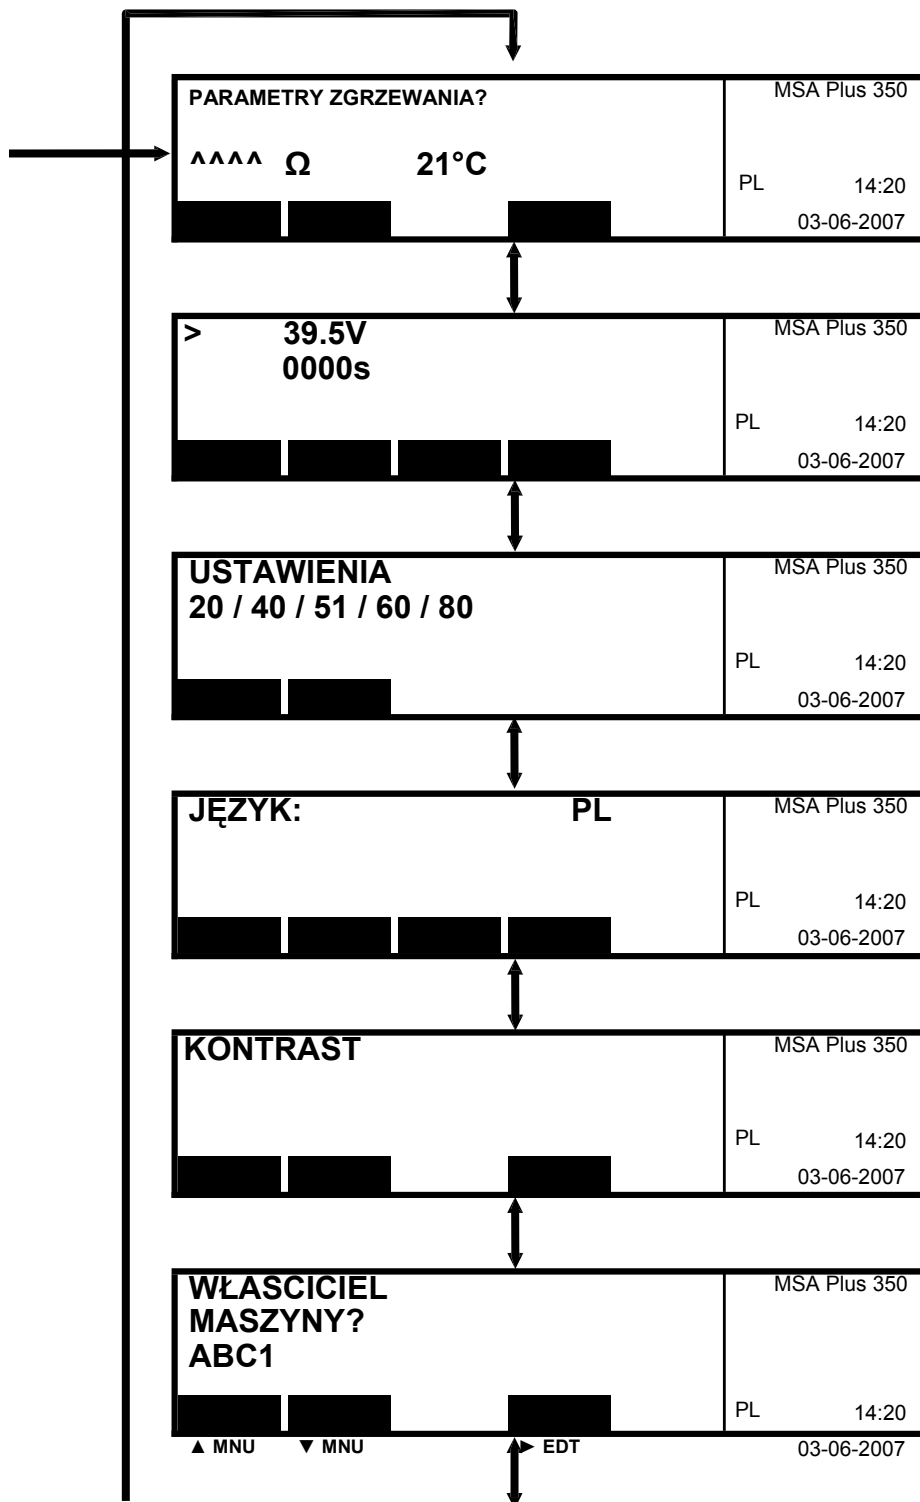 PARAMETRY ZGRZEWANIA?
^^^^ Ω 21°C
MSA Plus 350
PL 14:20
03-06-2007
> 39.5V
0000s
MSA Plus 350
PL 14:20
03-06-2007
USTAWIENIA
20 / 40 / 51 / 60 / 80
MSA Plus 350
PL 14:20
03-06-2007
JĘZYK: PL
MSA Plus 350
PL 14:20
03-06-2007
KONTRAST
MSA Plus 350
PL 14:20
03-06-2007
WŁAŚCICIEL
MASZYNY?
ABC1
MSA Plus 350
PL 14:20
▲ MNU ▼ MNU ► EDT
03-06-2007